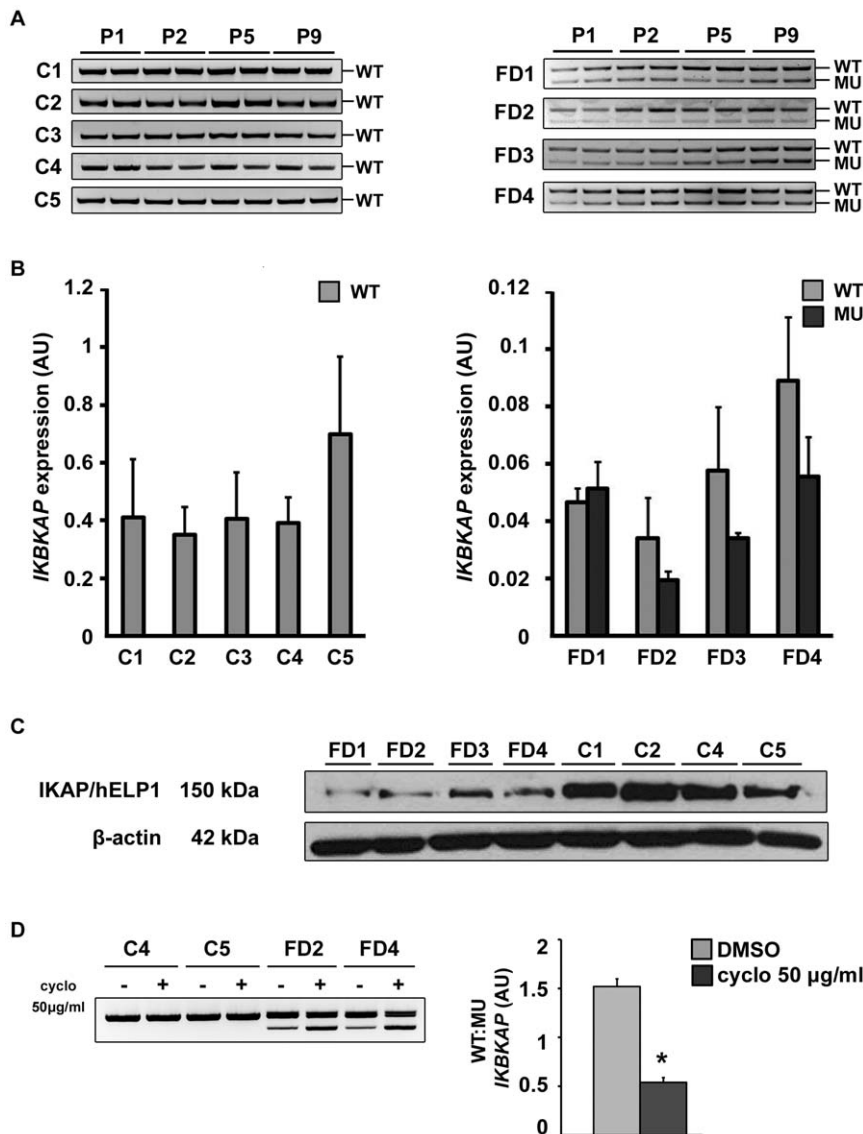 A
P1 P2 P5 P9
C1 WT
C2 WT
C3 WT
C4 WT
C5 WT
P1 P2 P5 P9
FD1 WT
MU
FD2 WT
MU
FD3 WT
MU
FD4 WT
MU
B
IKBKAP expression (AU)
1.2
1
0.8
0.6
0.4
0.2
0
WT
C1 C2 C3 C4 C5
IKBKAP expression (AU)
0.12
0.1
0.08
0.06
0.04
0.02
0
WT
MU
FD1 FD2 FD3 FD4
C
FD1 FD2 FD3 FD4 C1 C2 C4 C5
IKAP/hELP1 150 kDa
β-actin 42 kDa
D
C4 C5 FD2 FD4
cyclo - + - + - + - +
50µg/ml
WT:MU
IKBKAP (AU)
2
1.5
1
0.5
0
DMSO
cyclo 50 µg/ml
*